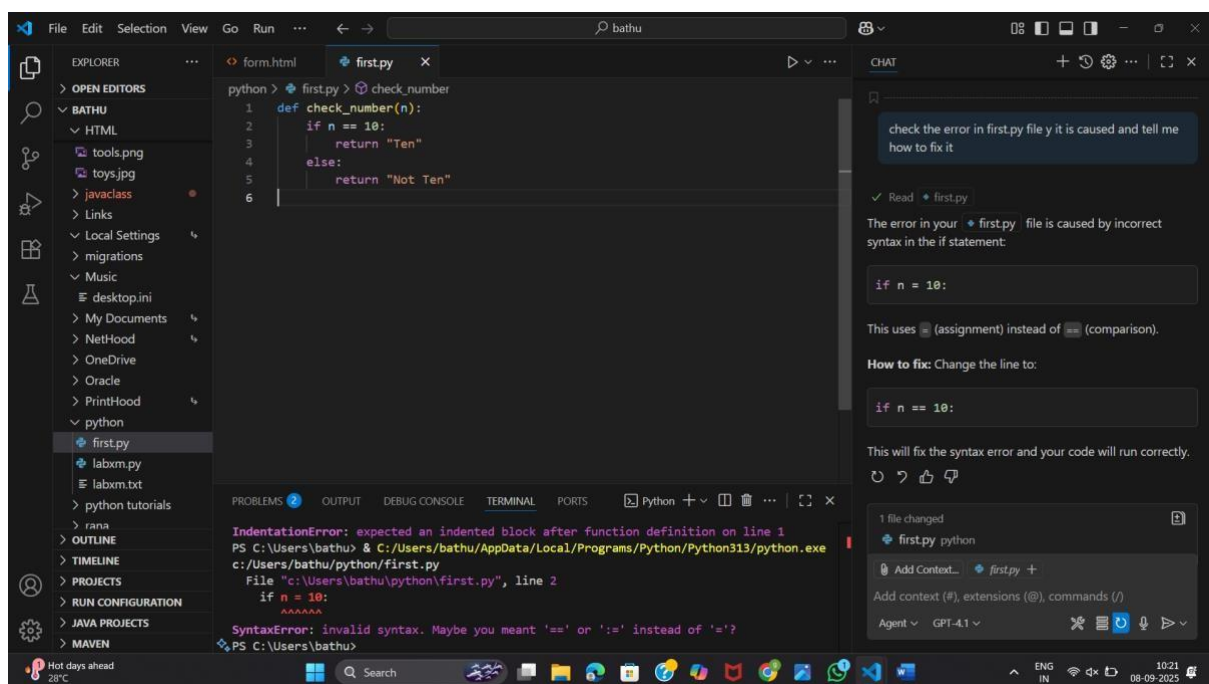 File Edit Selection View Go Run ··· bathu
EXPLORER ···
OPEN EDITORS
BATHU
HTML
tools.png
toys.jpg
javaclass
Links
Local Settings
migrations
Music
desktop.ini
My Documents
NetHood
OneDrive
Oracle
PrintHood
python
first.py
labxm.py
labxm.txt
python tutorials
rana
OUTLINE
TIMELINE
PROJECTS
RUN CONFIGURATION
JAVA PROJECTS
MAVEN
form.html first.py
python > first.py > check_number
1 def check_number(n):
2 if n == 10:
3 return "Ten"
4 else:
5 return "Not Ten"
6
PROBLEMS 2 OUTPUT DEBUG CONSOLE TERMINAL PORTS Python
IndentationError: expected an indented block after function definition on line 1
PS C:\Users\bathu> & C:/Users/bathu/AppData/Local/Programs/Python/Python313/python.exe
c:/Users/bathu/python/first.py
File "c:\Users\bathu\python\first.py", line 2
if n = 10:
^^^^^^
SyntaxError: invalid syntax. Maybe you meant '==' or ':=' instead of '='?
PS C:\Users\bathu>
CHAT
check the error in first.py file y it is caused and tell me
how to fix it
Read first.py
The error in your first.py file is caused by incorrect
syntax in the if statement:
if n = 10:
This uses = (assignment) instead of == (comparison).
How to fix: Change the line to:
if n == 10:
This will fix the syntax error and your code will run correctly.
1 file changed
first.py python
Add Context... first.py +
Add context (#), extensions (@), commands (/)
Agent GPT-4.1
Hot days ahead
28°C
Search
ENG
IN
10:21
08-09-2025